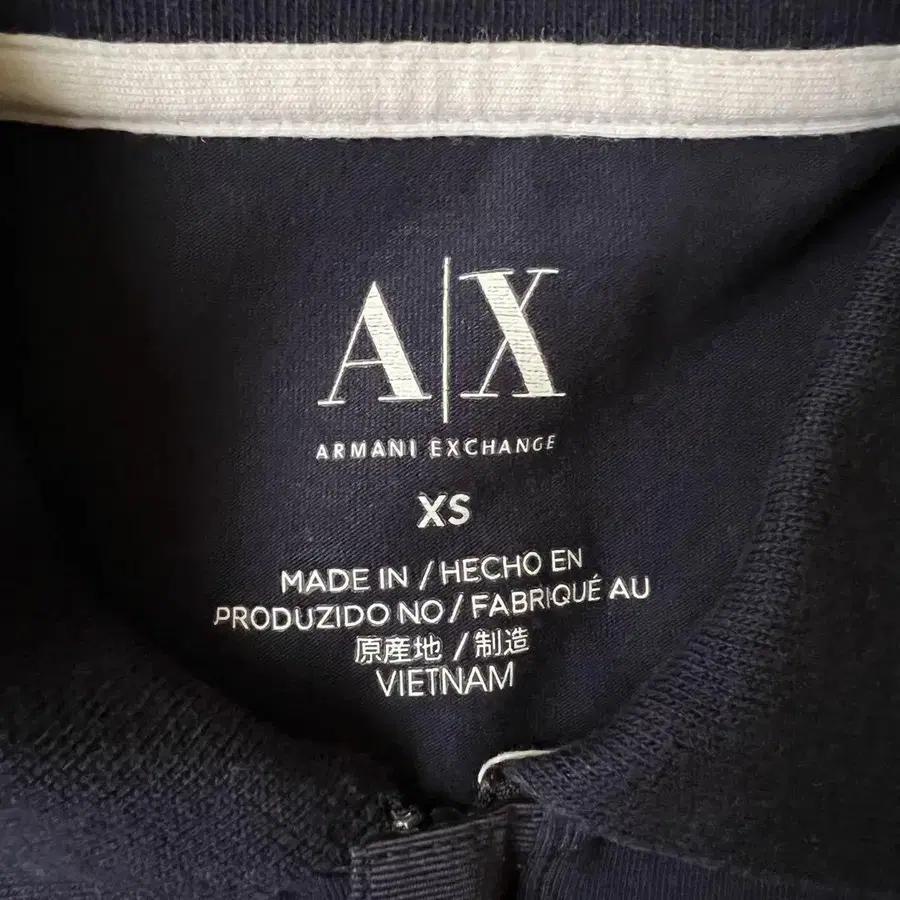 A|X
ARMANI EXCHANGE
XS
MADE IN / HECHO EN
PRODUZIDO NO / FABRIQUÉ AU
原産地 / 制造
VIETNAM